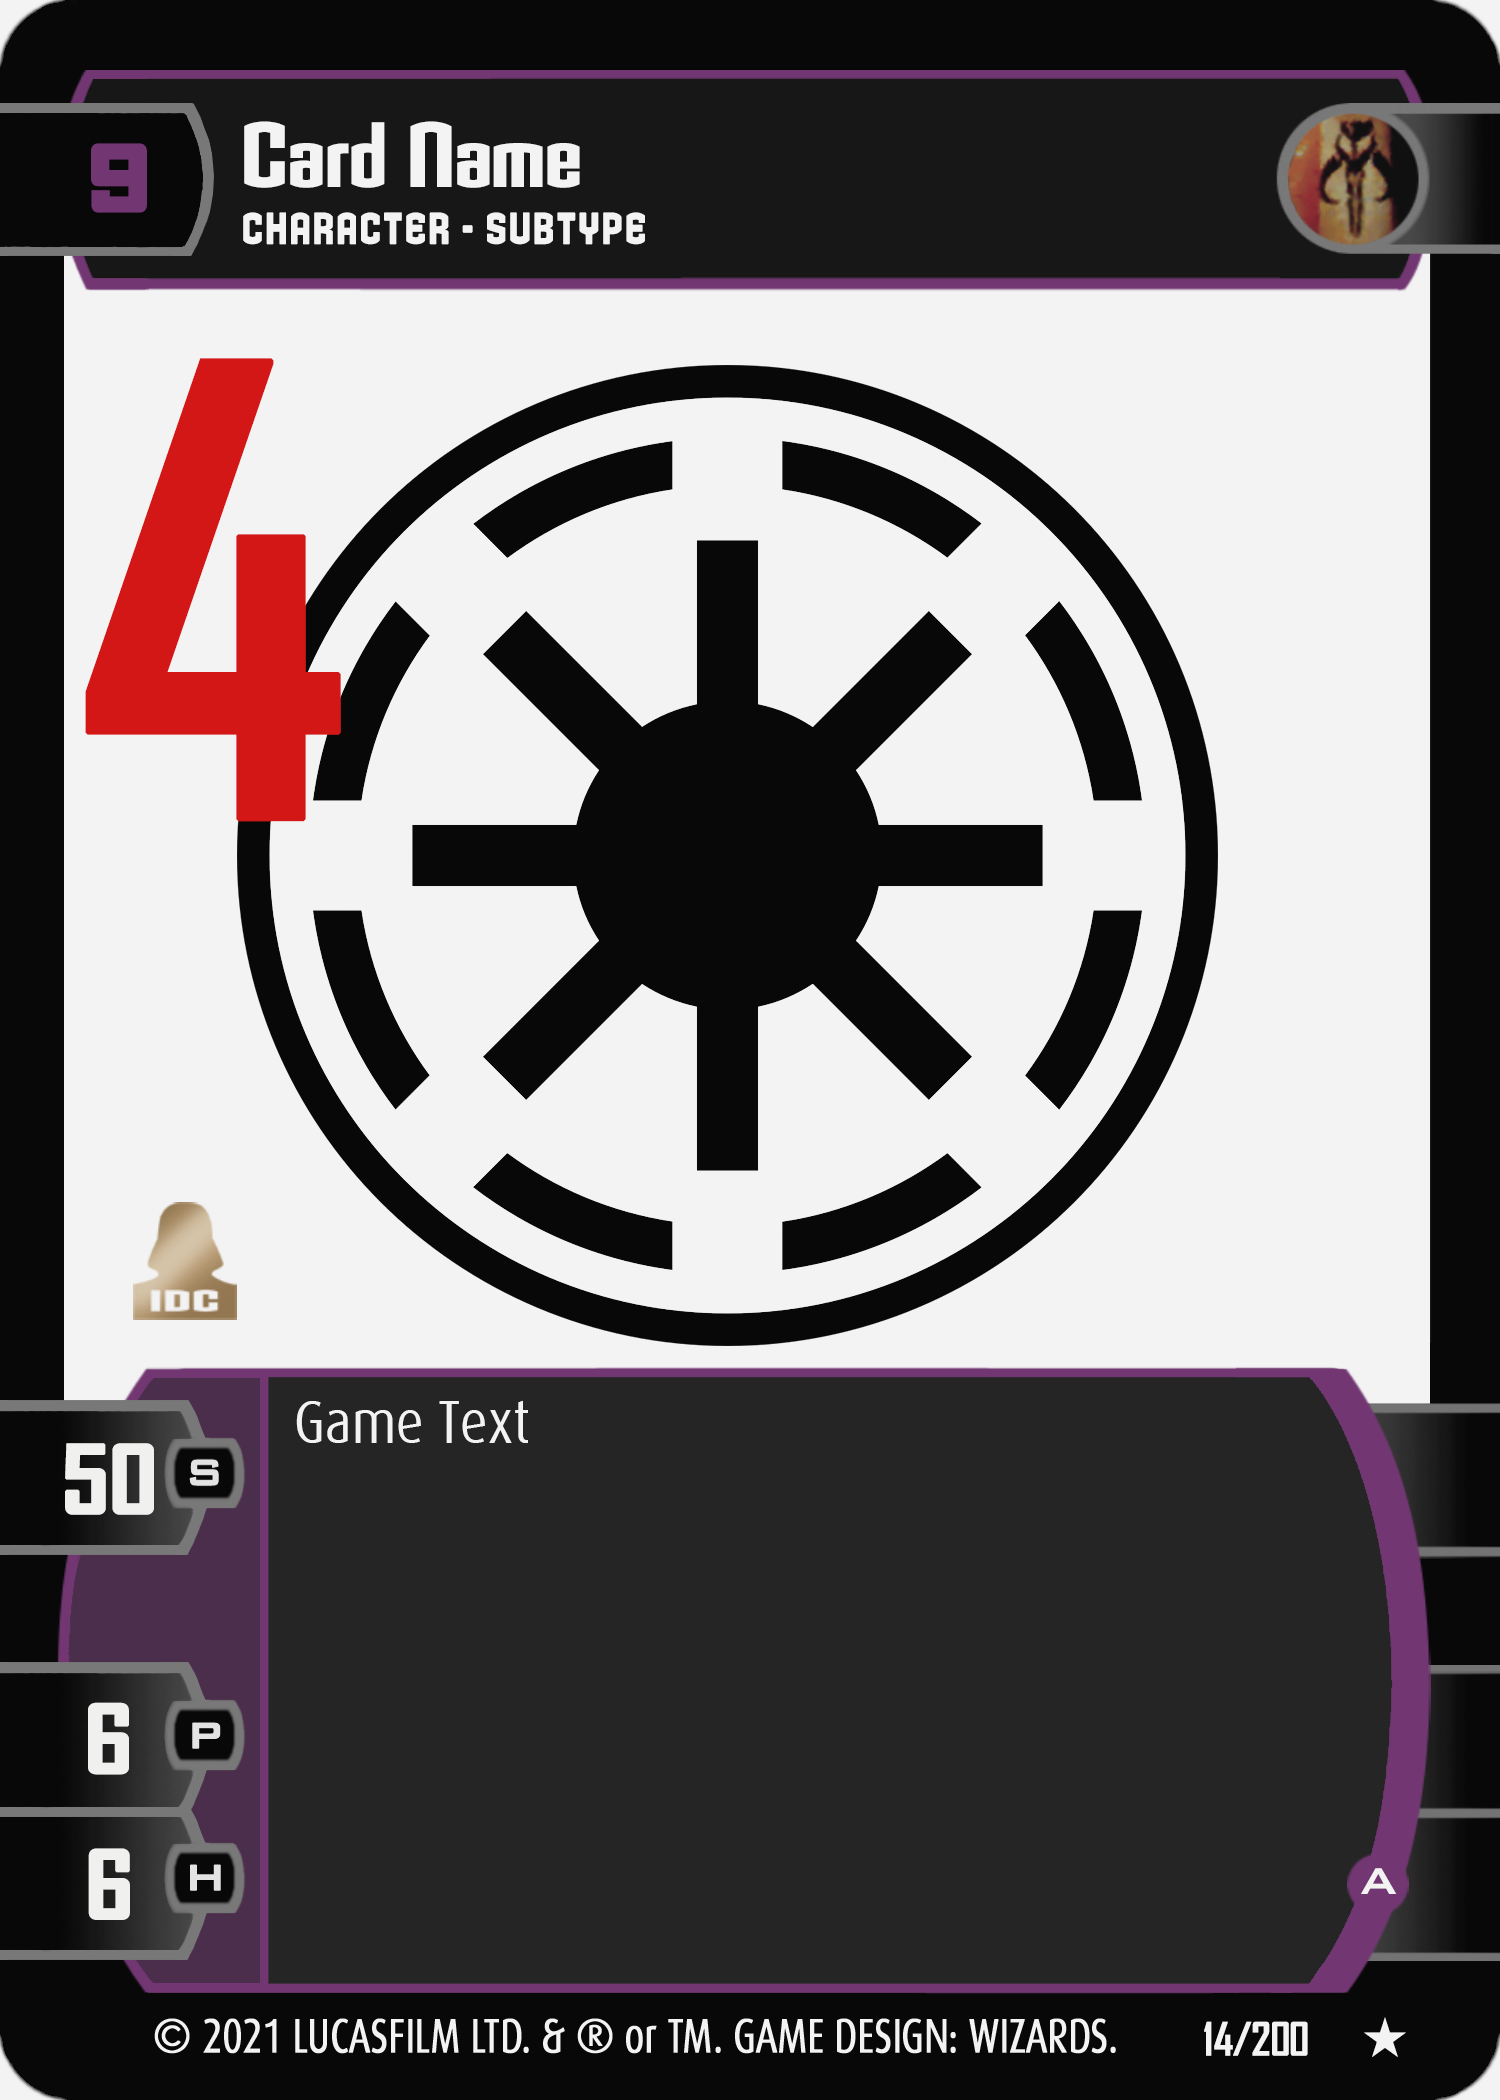 9
Card Name
CHARACTER - SUBTYPE
4
IDC
Game Text
50 S
6 P
6 H
A
© 2021 LUCASFILM LTD. & ® or TM. GAME DESIGN: WIZARDS. 14/200 ★